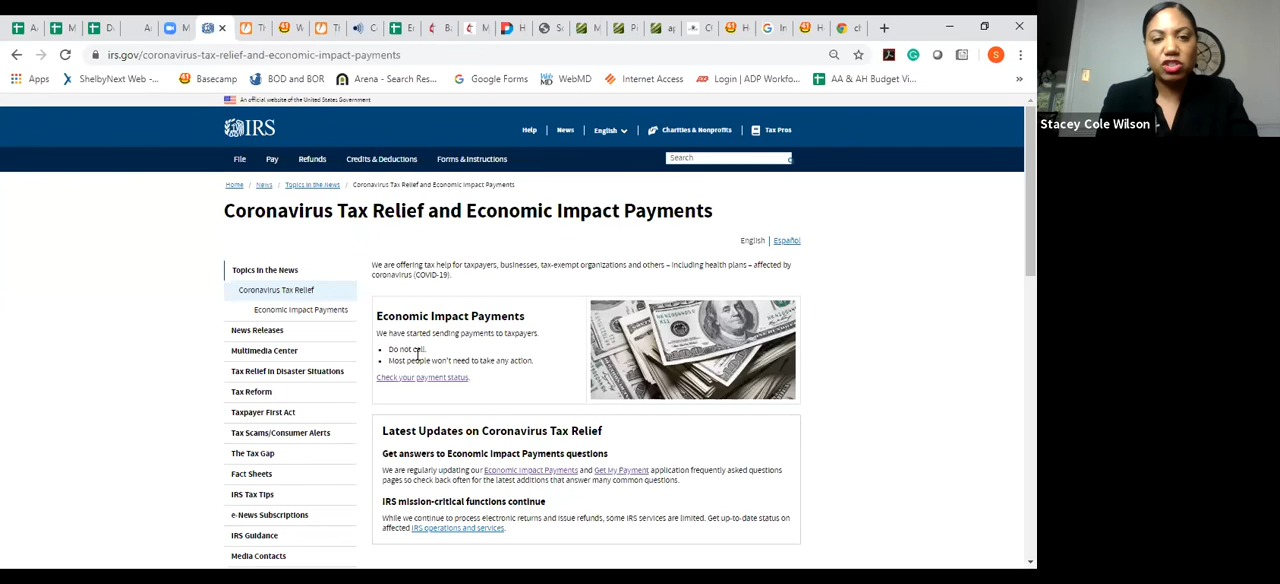 irs.gov/coronavirus-tax-relief-and-economic-impact-payments
Apps
ShelbyNext Web -...
Basecamp
BOD and BOR
Arena - Search Res...
Google Forms
WebMD
Internet Access
Login | ADP Workfo...
AA & AH Budget Vi...
Stacey Cole Wilson
An official website of the United States Government
IRS
Help
News
English
Charities & Nonprofits
Tax Pros
File
Pay
Refunds
Credits & Deductions
Forms & Instructions
Search
Home / News / Topics in the News / Coronavirus Tax Relief and Economic Impact Payments
Coronavirus Tax Relief and Economic Impact Payments
English | Español
Topics in the News
Coronavirus Tax Relief
Economic Impact Payments
News Releases
Multimedia Center
Tax Relief in Disaster Situations
Tax Reform
Taxpayer First Act
Tax Scams/Consumer Alerts
The Tax Gap
Fact Sheets
IRS Tax Tips
e-News Subscriptions
IRS Guidance
Media Contacts
We are offering tax help for taxpayers, businesses, tax-exempt organizations and others – including health plans – affected by
coronavirus (COVID-19).
Economic Impact Payments
We have started sending payments to taxpayers.
• Do not call.
• Most people won't need to take any action.
Check your payment status.
Latest Updates on Coronavirus Tax Relief
Get answers to Economic Impact Payments questions
We are regularly updating our Economic Impact Payments and Get My Payment application frequently asked questions
pages so check back often for the latest additions that answer many common questions.
IRS mission-critical functions continue
While we continue to process electronic returns and issue refunds, some IRS services are limited. Get up-to-date status on
affected IRS operations and services.